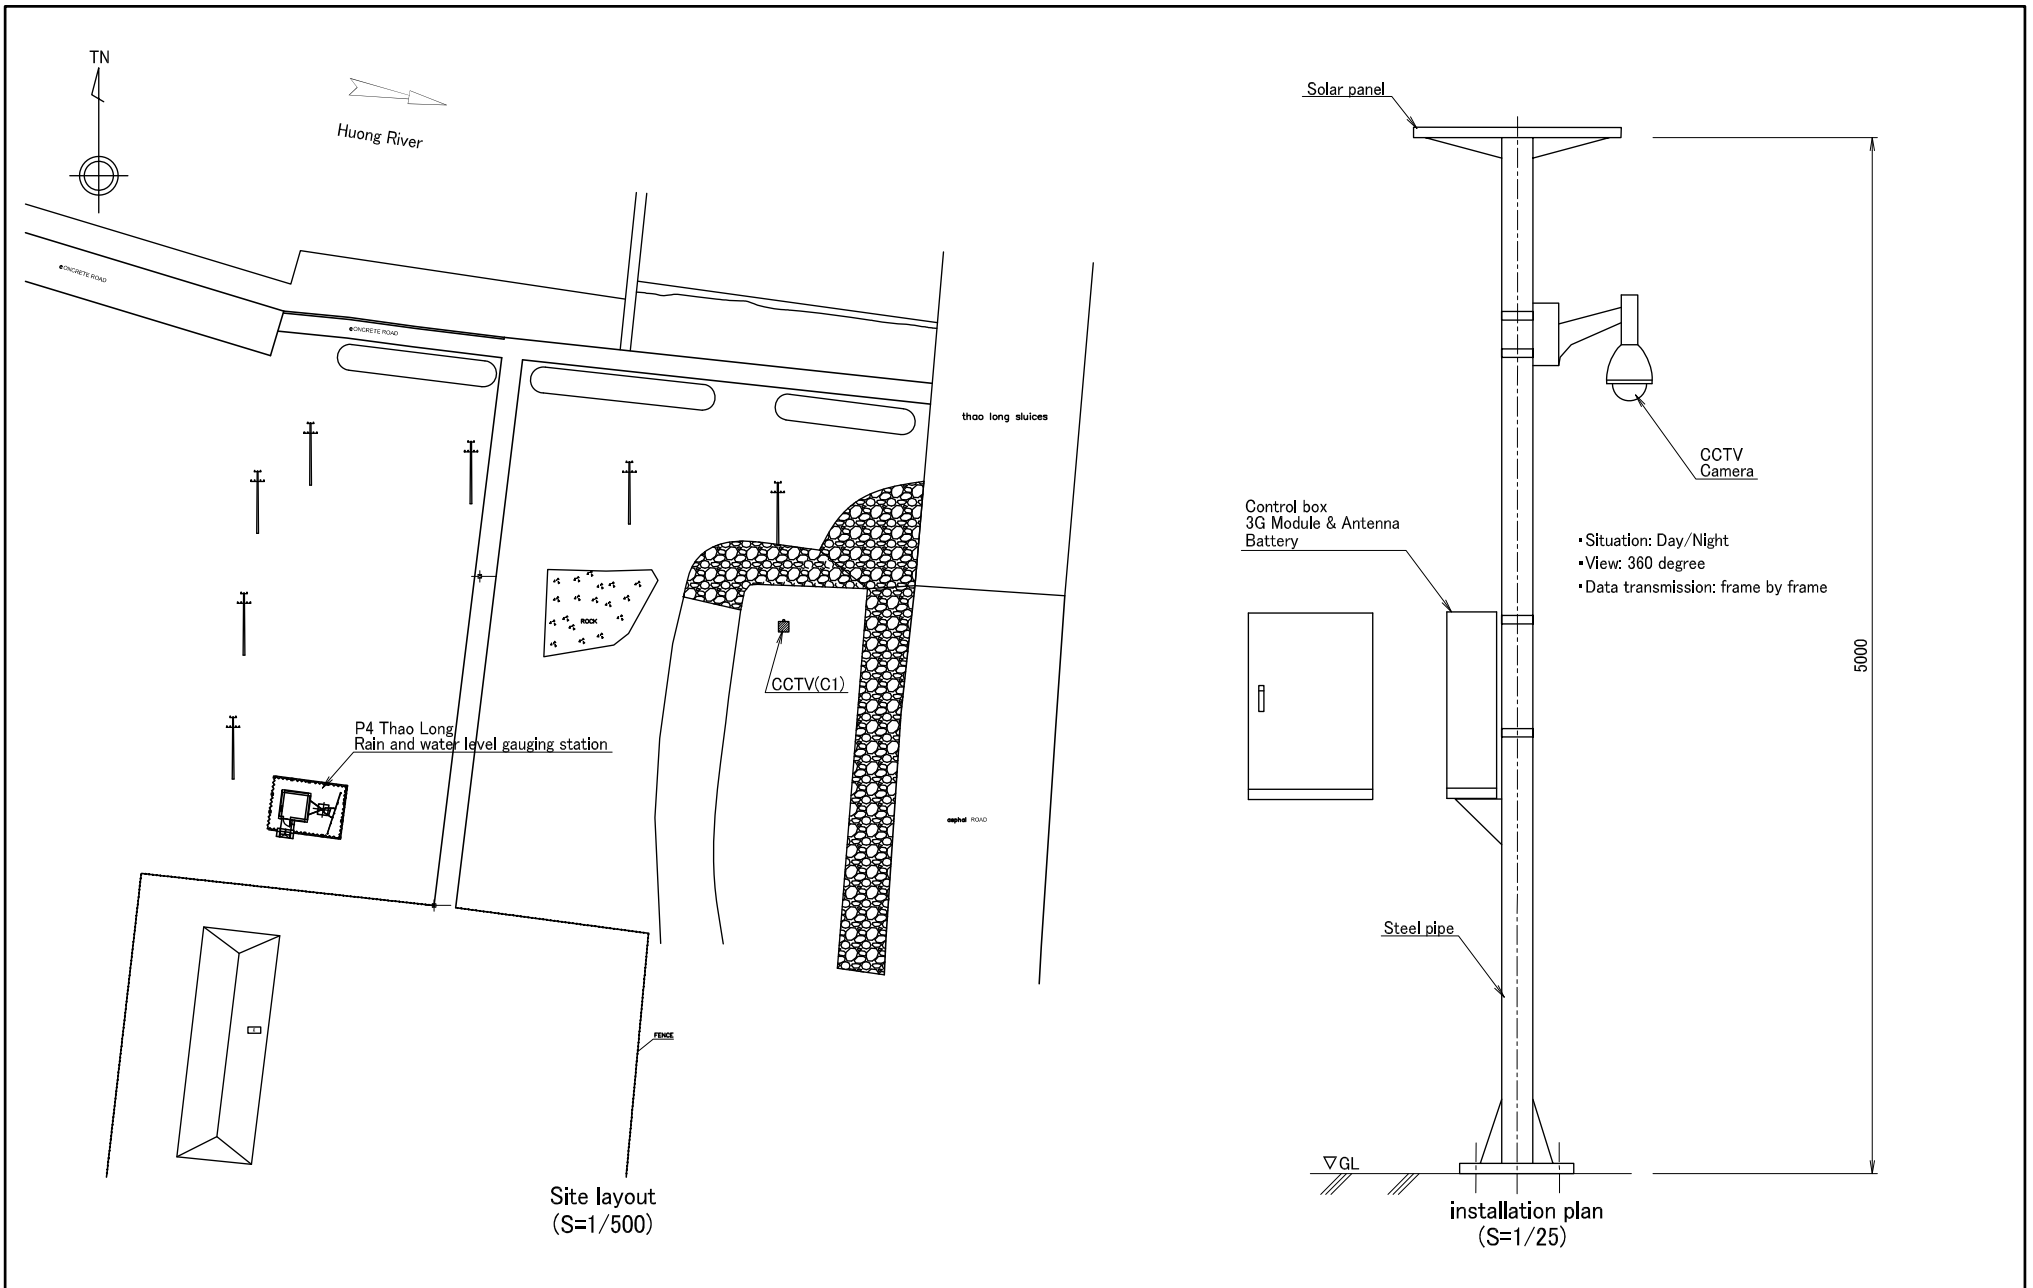 TN
Huong River
CONCRETE ROAD
CONCRETE ROAD
thao long sluices
ROCK
CCTV(C1)
P4 Thao Long
Rain and water level gauging station
asphal ROAD
FENCE
Site layout
(S=1/500)
Solar panel
CCTV
Camera
Control box
3G Module & Antenna
Battery
▪Situation: Day/Night
▪View: 360 degree
▪Data transmission: frame by frame
5000
Steel pipe
▽GL
installation plan
(S=1/25)